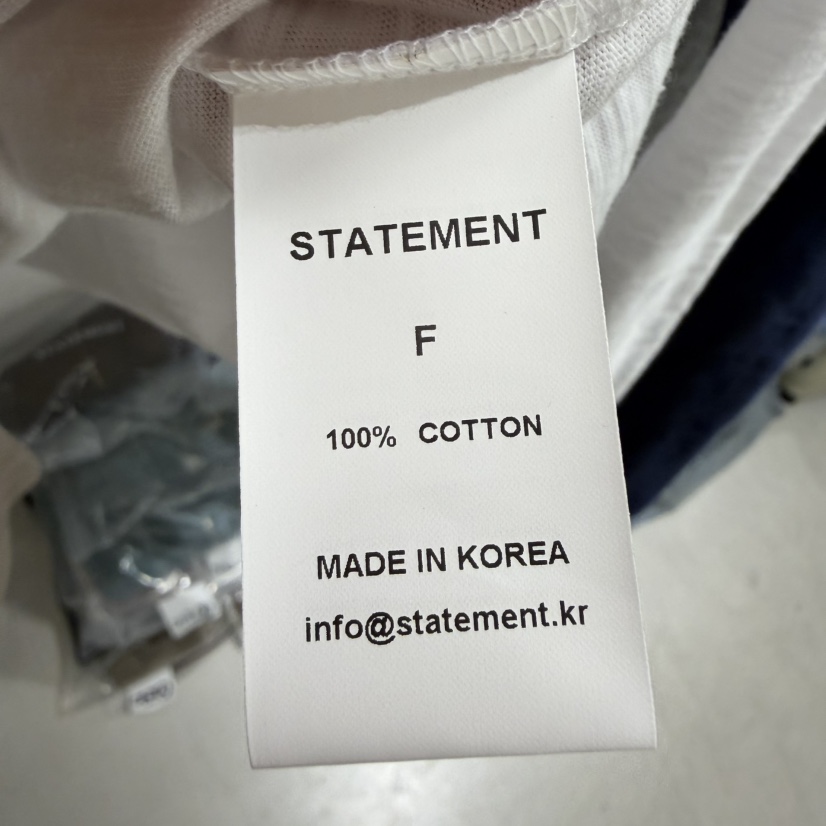 STATEMENT
F
100% COTTON
MADE IN KOREA
info@statement.kr